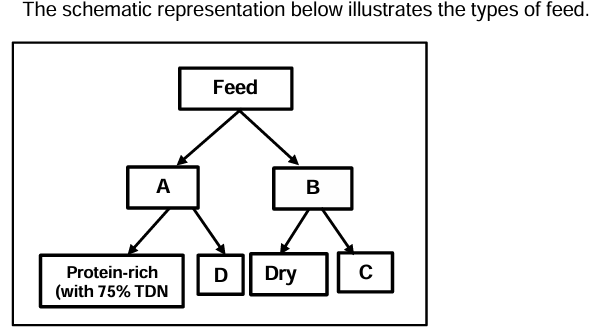 The schematic representation below illustrates the types of feed.
Feed
A
B
Protein-rich
(with 75% TDN
D
Dry
C